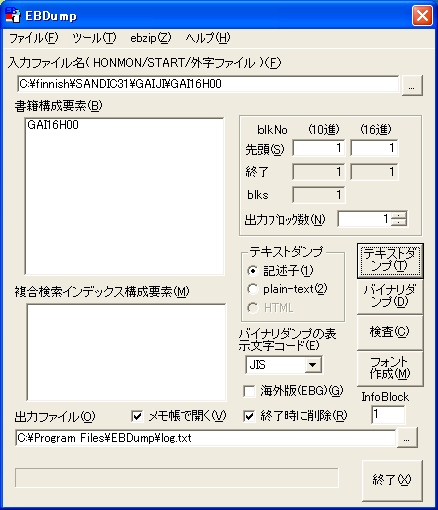 EBDump
ファイル(F) ツール(T) ebzip(Z) ヘルプ(H)
入力ファイル名( HONMON/START/外字ファイル )(F)
C:¥finnish¥SANDIC31¥GAIJI¥GAI16H00 ...
書籍構成要素(B)
GAI16H00
blkNo (10進) (16進)
先頭(S) 1 1
終了 1 1
blks 1
出力ブロック数(N) 1
テキストダンプ
記述子(1)
plain-text(2)
HTML
テキストダンプ(T)
バイナリダンプ(D)
検査(C)
フォント作成(M)
複合検索インデックス構成要素(M)
バイナリダンプの表示文字コード(E)
JIS
海外版(EBG)(G)
InfoBlock
1
出力ファイル(O) メモ帳で開く(V) 終了時に削除(R)
C:¥Program Files¥EBDump¥log.txt ...
終了(X)